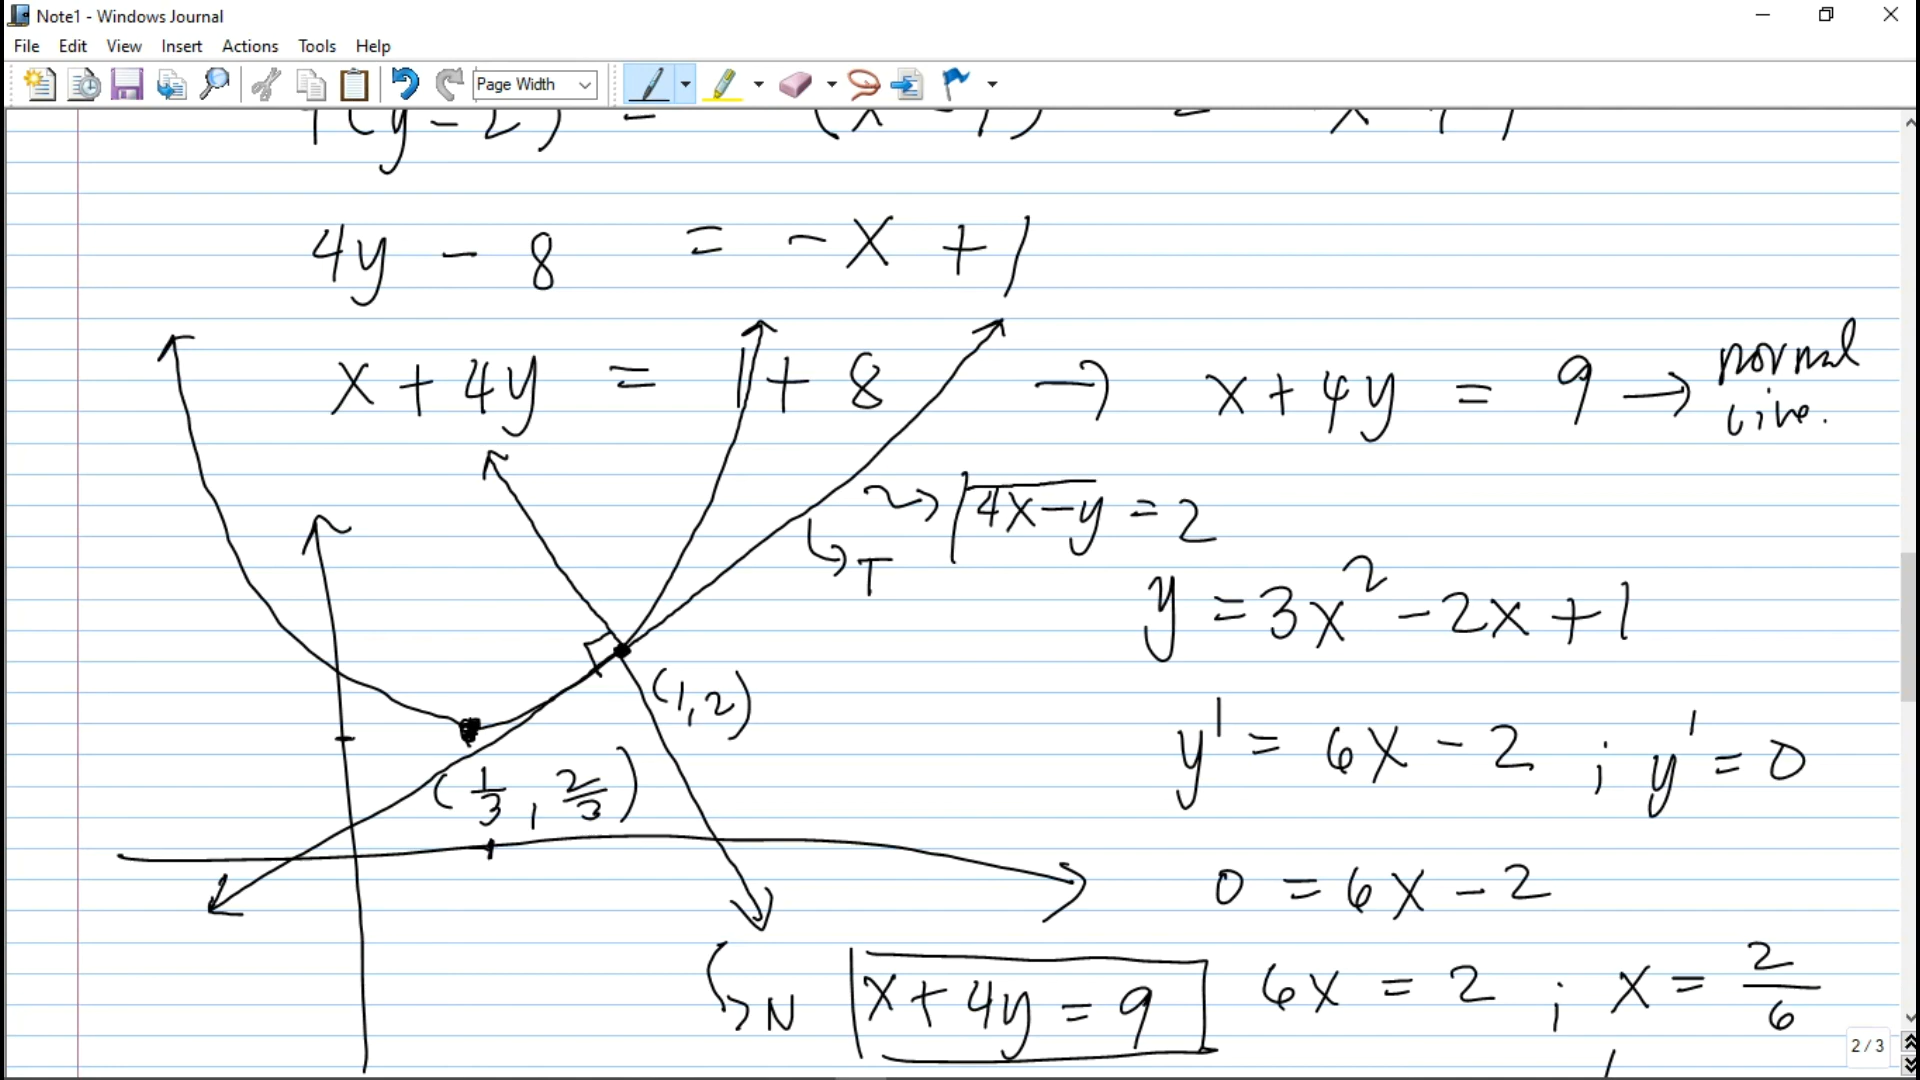 Note1 - Windows Journal
File Edit View Insert Actions Tools Help
Page Width
4y - 8 = -x + 1
x + 4y = 1 + 8 → x + 4y = 9 → normal
line.
→ 4x - y = 2
T
y = 3x² - 2x + 1
(1, 2)
y' = 6x - 2 ; y' = 0
(1/3, 2/3)
0 = 6x - 2
N x + 4y = 9 6x = 2 ; x = 2/6
2 / 3